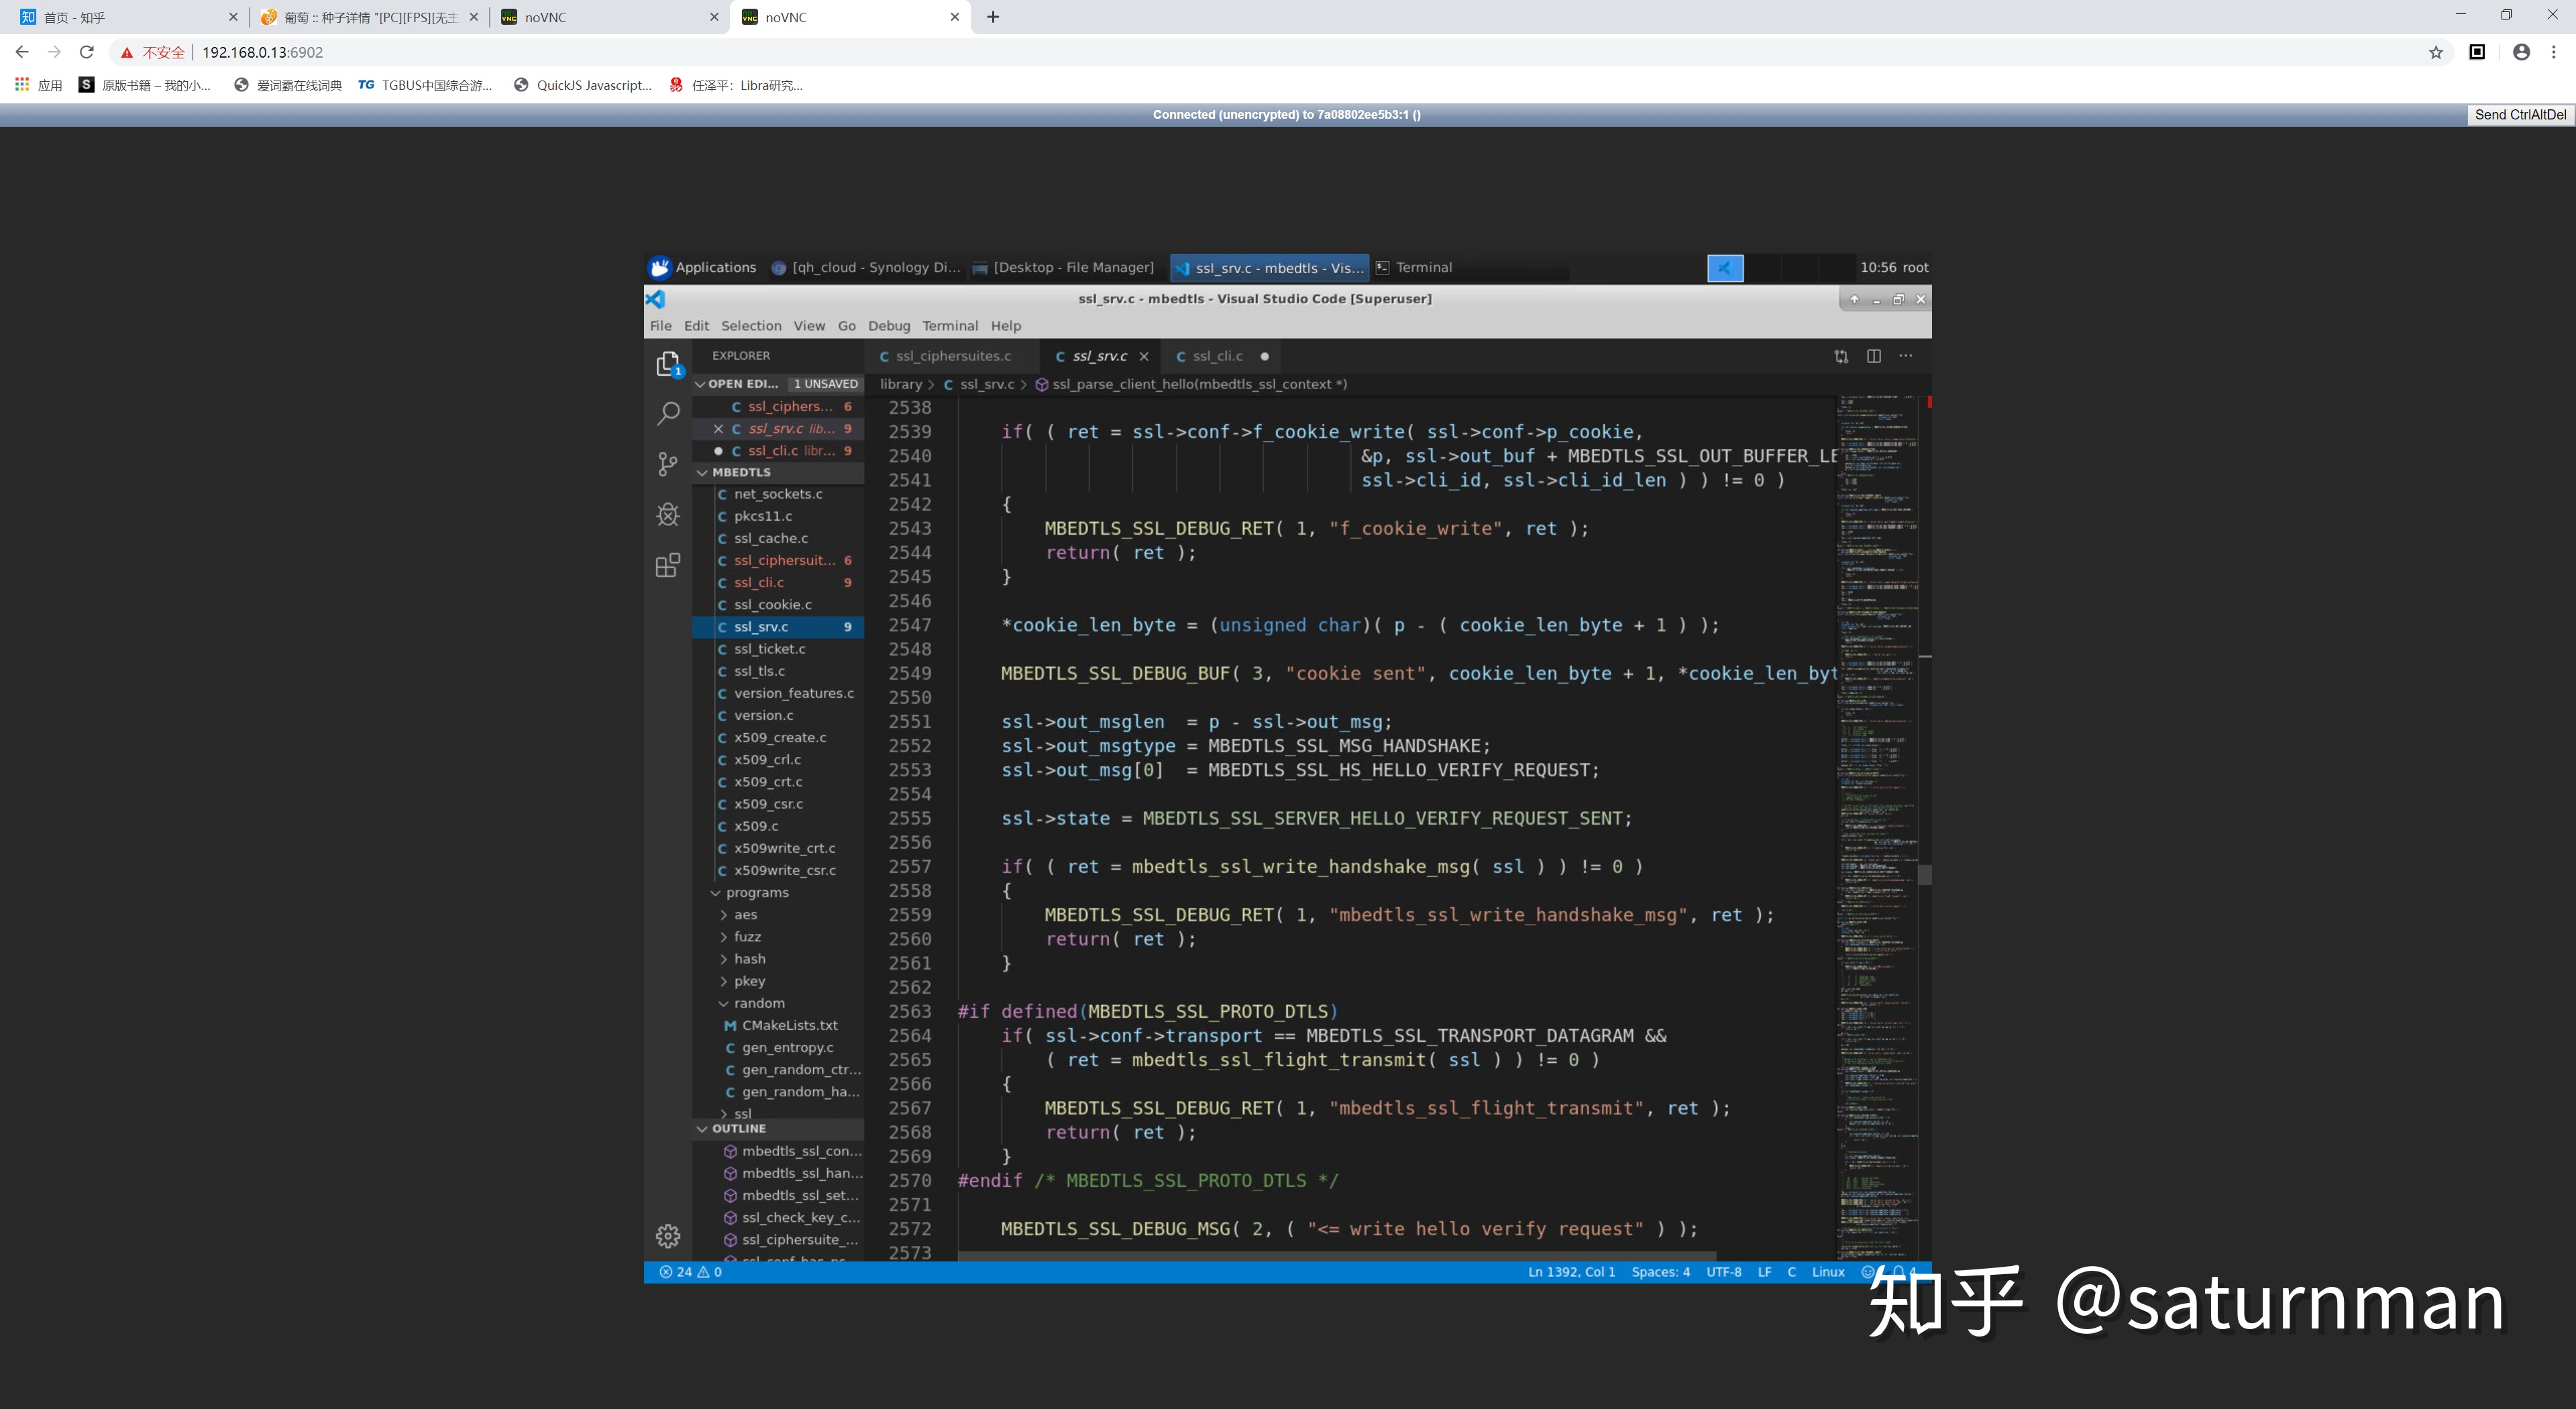 首页 - 知乎
葡萄 :: 种子详情 "[PC][FPS][无主
noVNC
noVNC
不安全 192.168.0.13:6902
应用 原版书籍 – 我的小... 爱词霸在线词典 TGBUS中国综合游... QuickJS Javascript... 任泽平：Libra研究...
Connected (unencrypted) to 7a08802ee5b3:1 ()
Send CtrlAltDel
Applications [qh_cloud - Synology Di... [Desktop - File Manager] ssl_srv.c - mbedtls - Vis... Terminal 10:56 root
ssl_srv.c - mbedtls - Visual Studio Code [Superuser]
File Edit Selection View Go Debug Terminal Help
EXPLORER
OPEN EDI... 1 UNSAVED
ssl_ciphers... 6
ssl_srv.c lib... 9
ssl_cli.c libr... 9
MBEDTLS
net_sockets.c
pkcs11.c
ssl_cache.c
ssl_ciphersuit... 6
ssl_cli.c 9
ssl_cookie.c
ssl_srv.c 9
ssl_ticket.c
ssl_tls.c
version_features.c
version.c
x509_create.c
x509_crl.c
x509_crt.c
x509_csr.c
x509.c
x509write_crt.c
x509write_csr.c
programs
aes
fuzz
hash
pkey
random
CMakeLists.txt
gen_entropy.c
gen_random_ctr...
gen_random_ha...
ssl
OUTLINE
mbedtls_ssl_con...
mbedtls_ssl_han...
mbedtls_ssl_set...
ssl_check_key_c...
ssl_ciphersuite_...
ssl_ciphersuites.c ssl_srv.c ssl_cli.c
library > ssl_srv.c > ssl_parse_client_hello(mbedtls_ssl_context *)
2538
2539 if( ( ret = ssl->conf->f_cookie_write( ssl->conf->p_cookie,
2540 &p, ssl->out_buf + MBEDTLS_SSL_OUT_BUFFER_LE
2541 ssl->cli_id, ssl->cli_id_len ) ) != 0 )
2542 {
2543 MBEDTLS_SSL_DEBUG_RET( 1, "f_cookie_write", ret );
2544 return( ret );
2545 }
2546
2547 *cookie_len_byte = (unsigned char)( p - ( cookie_len_byte + 1 ) );
2548
2549 MBEDTLS_SSL_DEBUG_BUF( 3, "cookie sent", cookie_len_byte + 1, *cookie_len_byt
2550
2551 ssl->out_msglen = p - ssl->out_msg;
2552 ssl->out_msgtype = MBEDTLS_SSL_MSG_HANDSHAKE;
2553 ssl->out_msg[0] = MBEDTLS_SSL_HS_HELLO_VERIFY_REQUEST;
2554
2555 ssl->state = MBEDTLS_SSL_SERVER_HELLO_VERIFY_REQUEST_SENT;
2556
2557 if( ( ret = mbedtls_ssl_write_handshake_msg( ssl ) ) != 0 )
2558 {
2559 MBEDTLS_SSL_DEBUG_RET( 1, "mbedtls_ssl_write_handshake_msg", ret );
2560 return( ret );
2561 }
2562
2563 #if defined(MBEDTLS_SSL_PROTO_DTLS)
2564 if( ssl->conf->transport == MBEDTLS_SSL_TRANSPORT_DATAGRAM &&
2565 ( ret = mbedtls_ssl_flight_transmit( ssl ) ) != 0 )
2566 {
2567 MBEDTLS_SSL_DEBUG_RET( 1, "mbedtls_ssl_flight_transmit", ret );
2568 return( ret );
2569 }
2570 #endif /* MBEDTLS_SSL_PROTO_DTLS */
2571
2572 MBEDTLS_SSL_DEBUG_MSG( 2, ( "<= write hello verify request" ) );
2573
24 0 Ln 1392, Col 1 Spaces: 4 UTF-8 LF C Linux 4
知乎 @saturnman